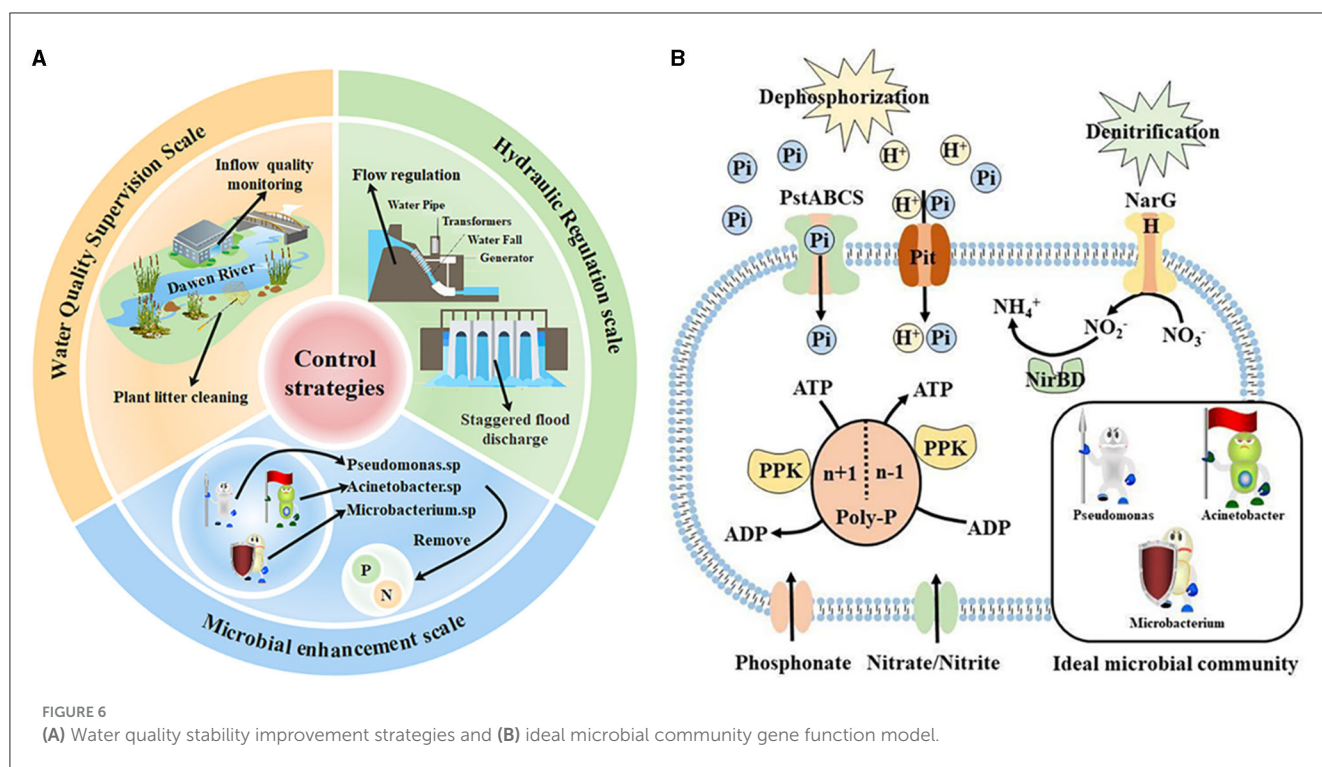 A
Water Quality Supervision Scale
Hydraulic Regulation scale
Microbial enhancement scale
Inflow quality
monitoring
Dawen River
Plant litter cleaning
Flow regulation
Water Pipe
Transformers
Water Fall
Generator
Staggered flood
discharge
Control
strategies
Pseudomonas.sp
Acinetobacter.sp
Microbacterium.sp
Remove
P
N
B
Dephosphorization
Denitrification
Pi
Pi
H+
H+
Pi
Pi
PstABCS
H+
Pi
NarG
H
Pi
Pit
Pi
H+
Pi
NH4+
NO2-
NO3-
NirBD
ATP
ATP
PPK
n+1
n-1
PPK
Poly-P
ADP
ADP
Phosphonate
Nitrate/Nitrite
Pseudomonas
Acinetobacter
Microbacterium
Ideal microbial community
FIGURE 6
(A) Water quality stability improvement strategies and (B) ideal microbial community gene function model.